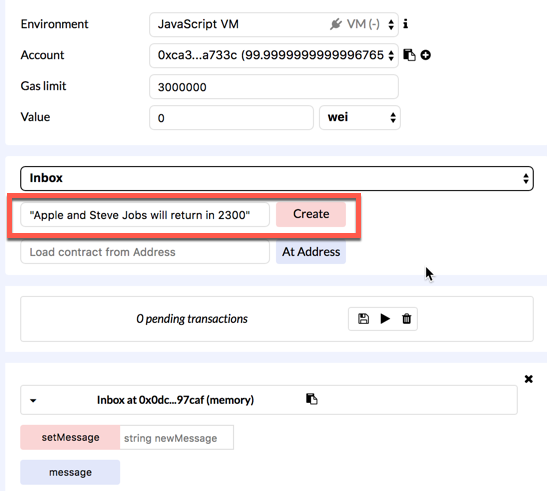 Environment JavaScript VM VM (-) i
Account 0xca3...a733c (99.9999999999996765
Gas limit 3000000
Value 0 wei
Inbox
"Apple and Steve Jobs will return in 2300" Create
Load contract from Address At Address
0 pending transactions
Inbox at 0x0dc...97caf (memory)
setMessage string newMessage
message